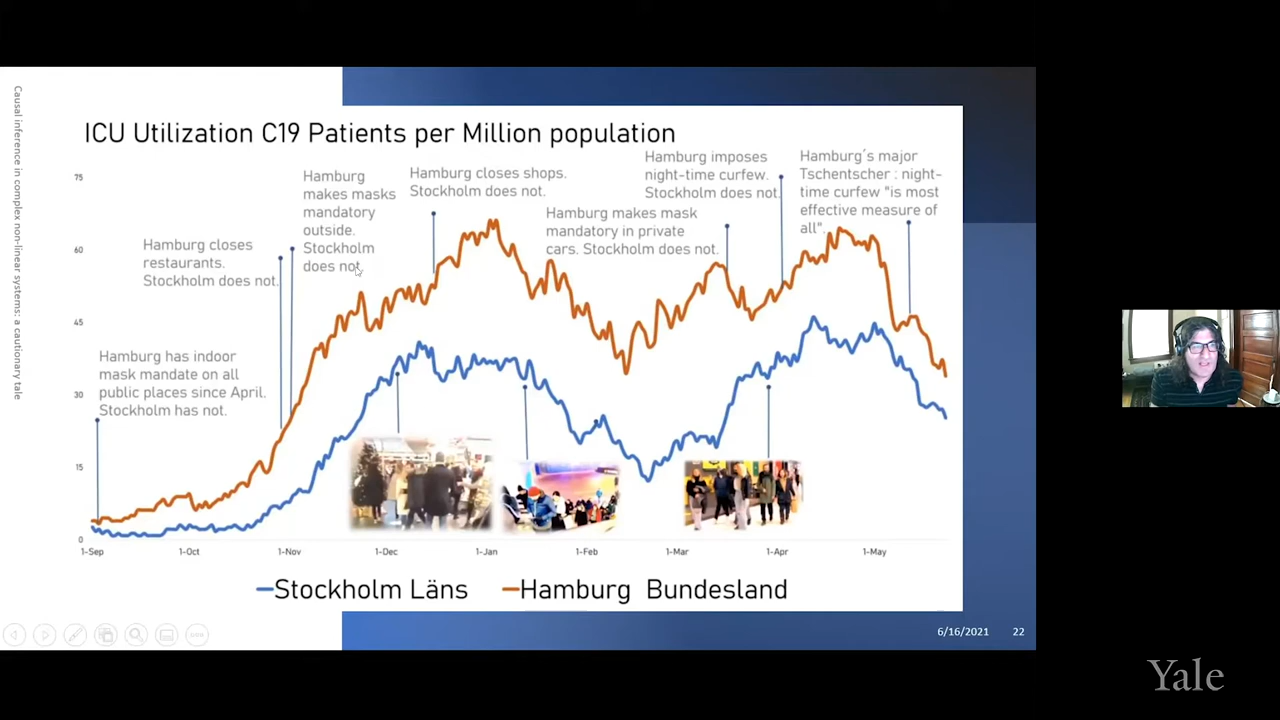 Causal inference in complex non-linear systems: a cautionary tale
ICU Utilization C19 Patients per Million population
75
60
45
30
15
0
Hamburg has indoor
mask mandate on all
public places since April.
Stockholm has not.
Hamburg closes
restaurants.
Stockholm does not.
Hamburg
makes masks
mandatory
outside.
Stockholm
does not.
Hamburg closes shops.
Stockholm does not.
Hamburg makes mask
mandatory in private
cars. Stockholm does not.
Hamburg imposes
night-time curfew.
Stockholm does not.
Hamburg´s major
Tschentscher : night-
time curfew "is most
effective measure of
all".
1-Sep 1-Oct 1-Nov 1-Dec 1-Jan 1-Feb 1-Mar 1-Apr 1-May
Stockholm Läns Hamburg Bundesland
6/16/2021 22
Yale